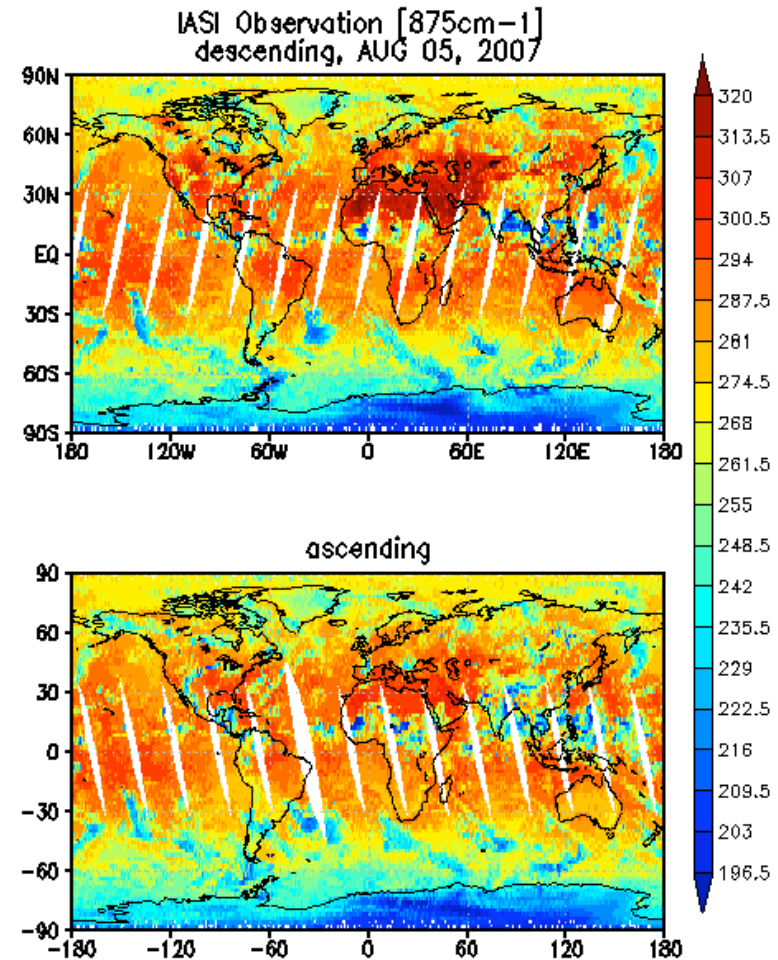 IASI Observation [875cm-1]
descending, AUG 05, 2007
90N
60N
30N
EQ
30S
60S
90S
180 120W 60W 0 60E 120E 180
ascending
90
60
30
0
-30
-60
-90
-180 -120 -60 0 60 120 180
320
313.5
307
300.5
294
287.5
281
274.5
268
261.5
255
248.5
242
235.5
229
222.5
216
209.5
203
196.5